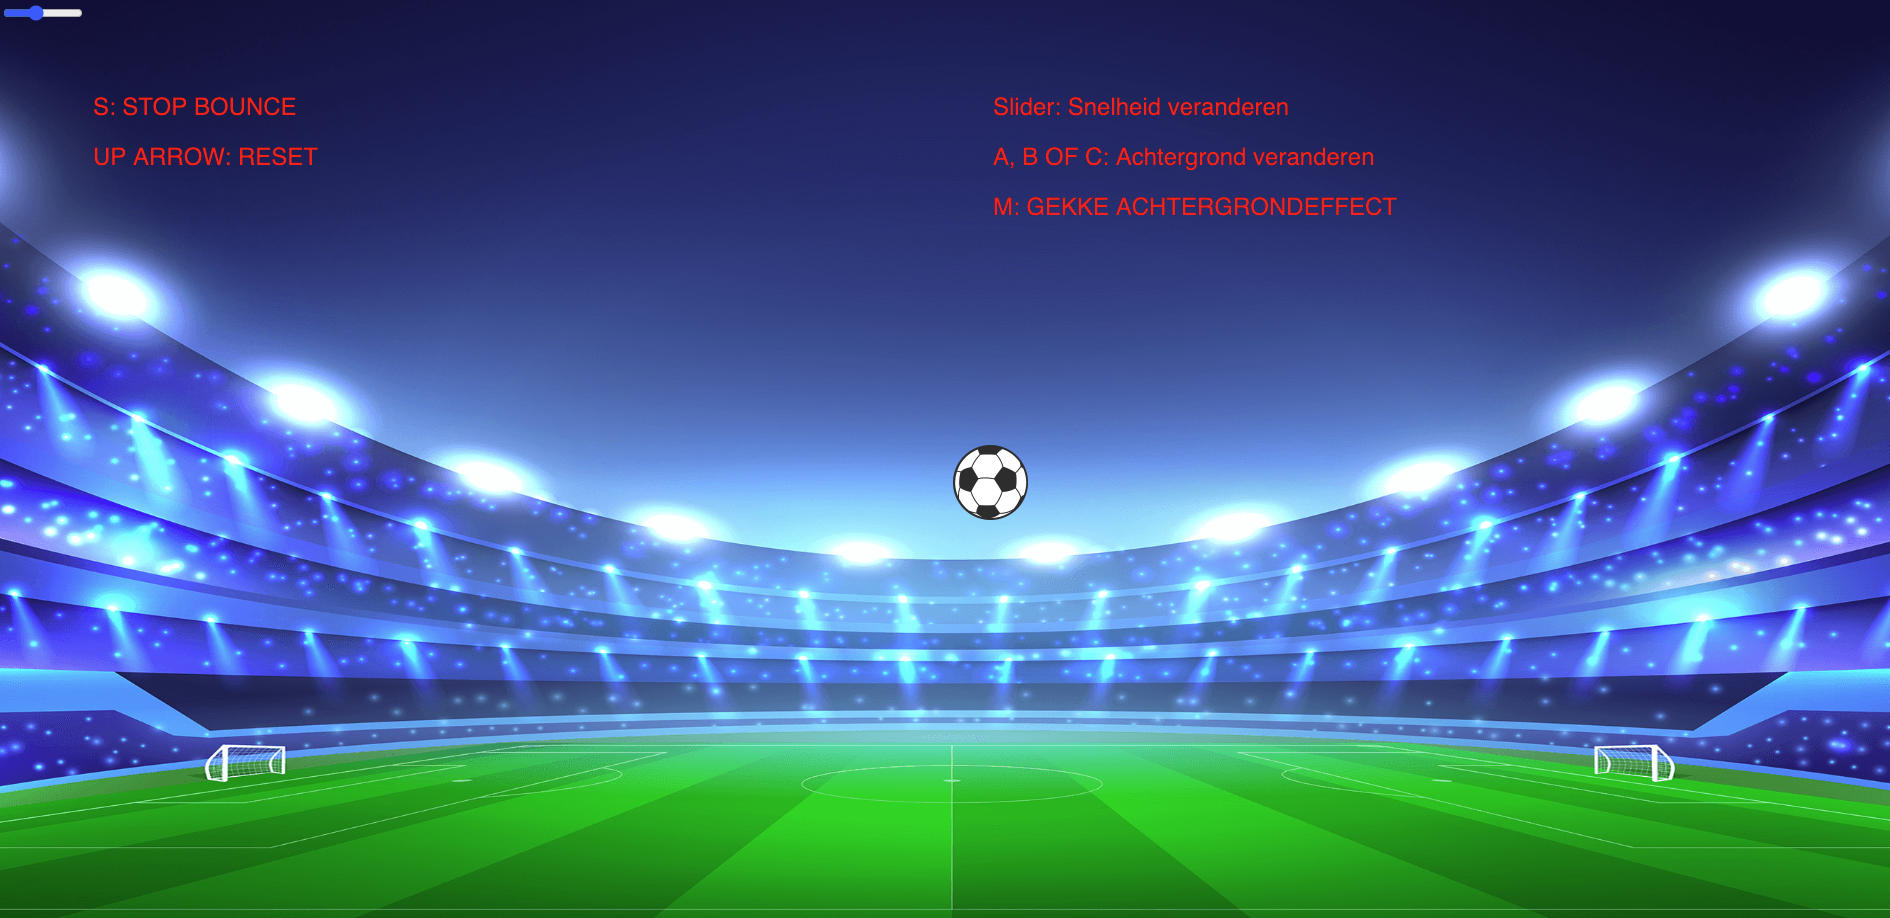 S: STOP BOUNCE
UP ARROW: RESET
Slider: Snelheid veranderen
A, B OF C: Achtergrond veranderen
M: GEKKE ACHTERGRONDEFFECT